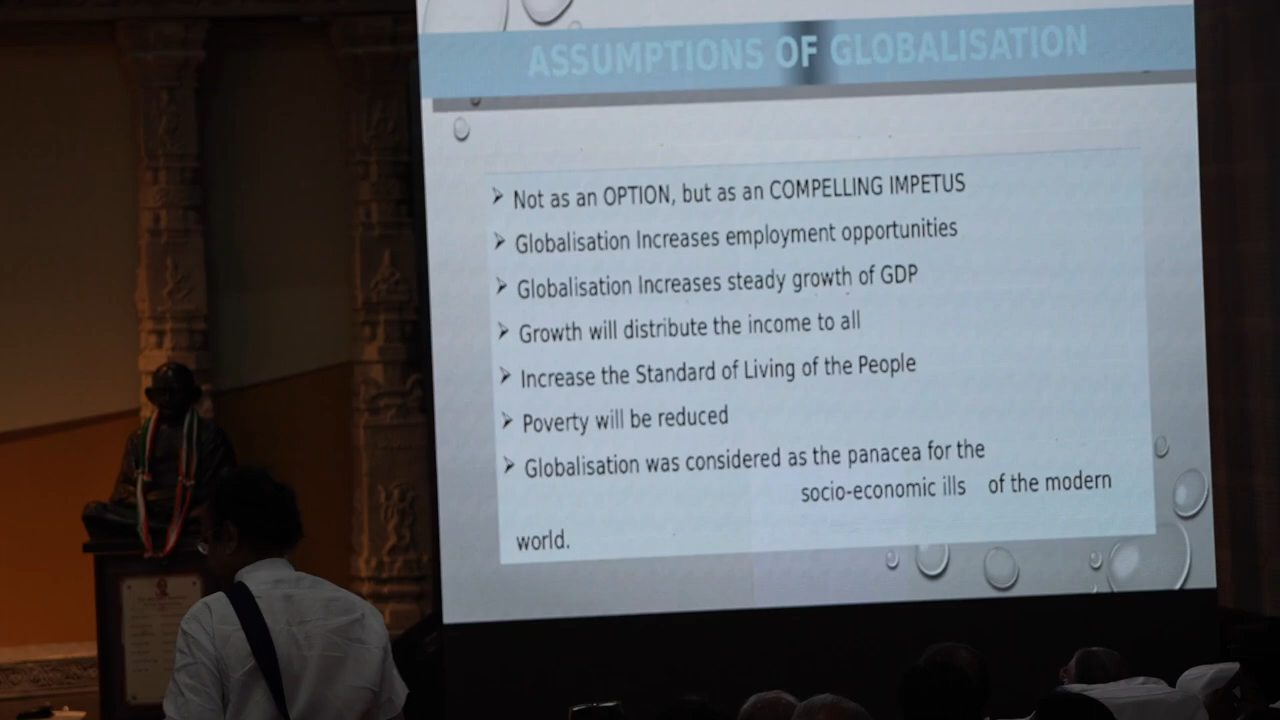 ASSUMPTIONS OF GLOBALISATION
Not as an OPTION, but as an COMPELLING IMPETUS
Globalisation Increases employment opportunities
Globalisation Increases steady growth of GDP
Growth will distribute the income to all
Increase the Standard of Living of the People
Poverty will be reduced
Globalisation was considered as the panacea for the
socio-economic ills of the modern
world.